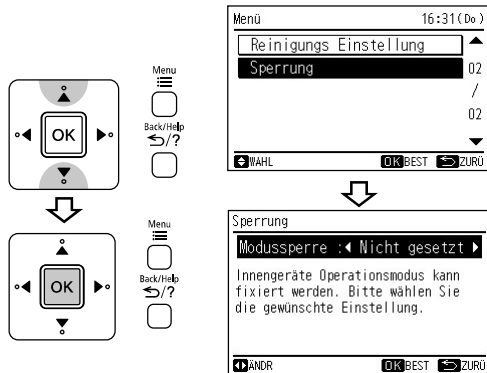 Menü 16:31(Do)
Reinigungs Einstellung
Sperrung
02
/
02
WAHL OK BEST ZURÜ
Menu
OK
Back/Help
/?
Sperrung
Modussperre : Nicht gesetzt
Innengeräte Operationsmodus kann
fixiert werden. Bitte wählen Sie
die gewünschte Einstellung.
ÄNDR OK BEST ZURÜ
Menu
OK
Back/Help
/?